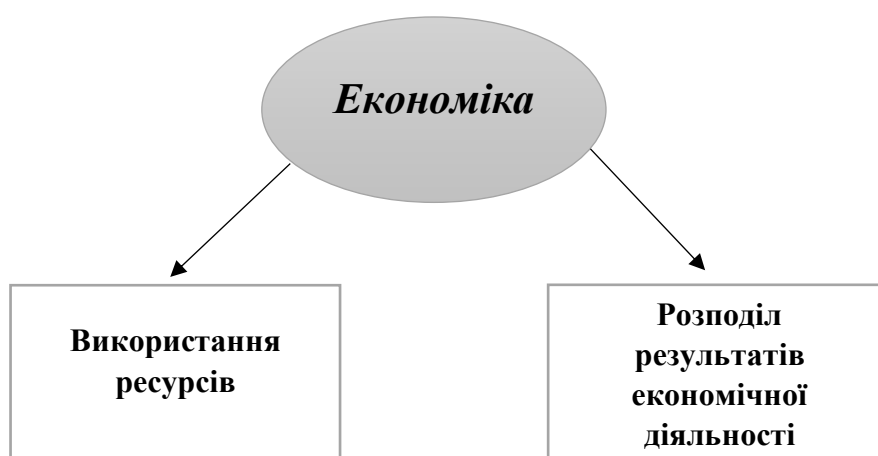 Економіка
Використання
ресурсів
Розподіл
результатів
економічної
діяльності